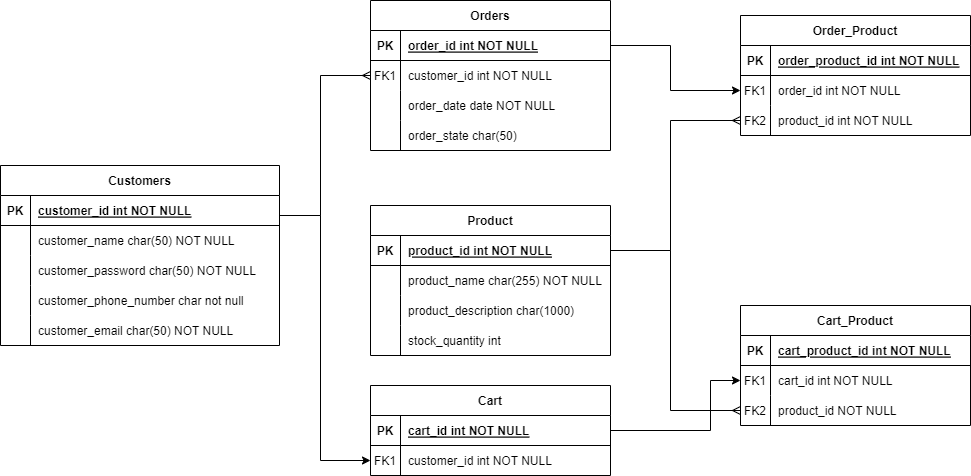 Orders
PK order_id int NOT NULL
FK1 customer_id int NOT NULL
order_date date NOT NULL
order_state char(50)
Order_Product
PK order_product_id int NOT NULL
FK1 order_id int NOT NULL
FK2 product_id int NOT NULL
Customers
PK customer_id int NOT NULL
customer_name char(50) NOT NULL
customer_password char(50) NOT NULL
customer_phone_number char not null
customer_email char(50) NOT NULL
Product
PK product_id int NOT NULL
product_name char(255) NOT NULL
product_description char(1000)
stock_quantity int
Cart_Product
PK cart_product_id int NOT NULL
FK1 cart_id int NOT NULL
FK2 product_id NOT NULL
Cart
PK cart_id int NOT NULL
FK1 customer_id int NOT NULL